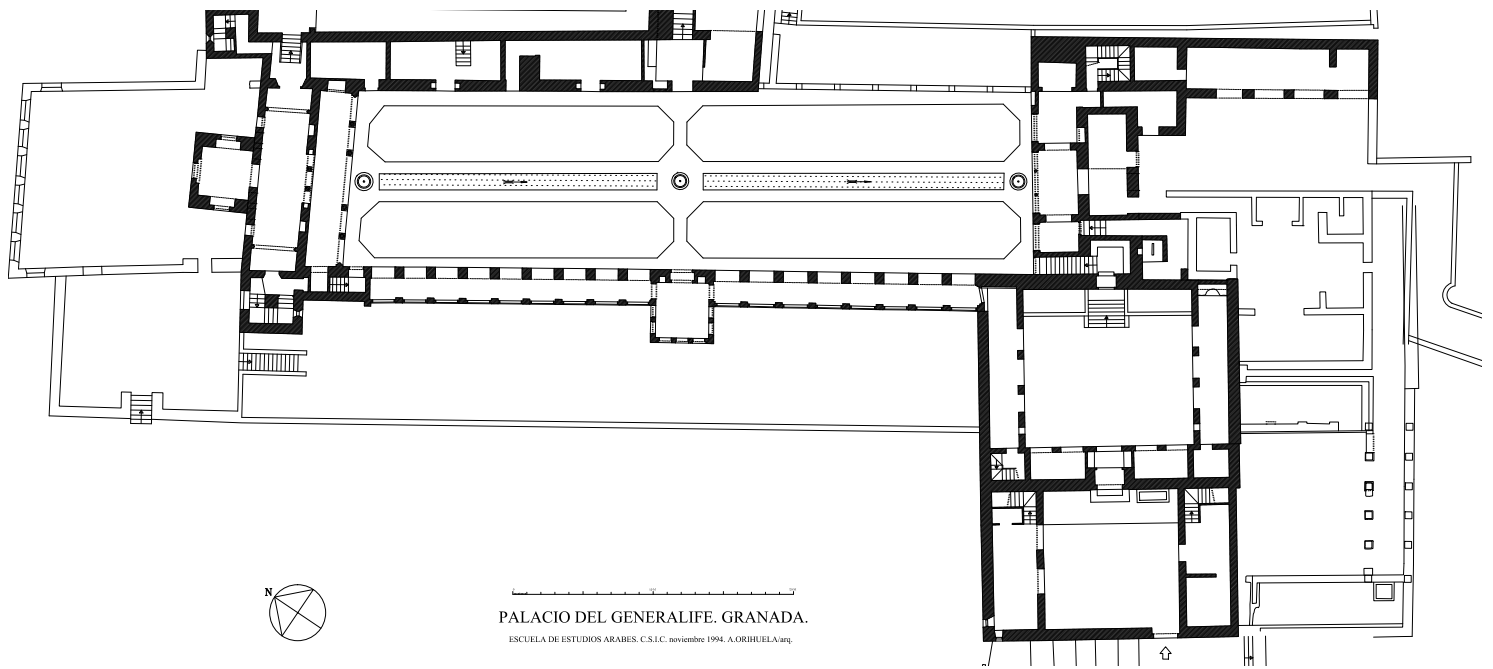 N
PALACIO DEL GENERALIFE. GRANADA.
ESCUELA DE ESTUDIOS ARABES. C.S.I.C. noviembre 1994. A.ORIHUELA/arq.